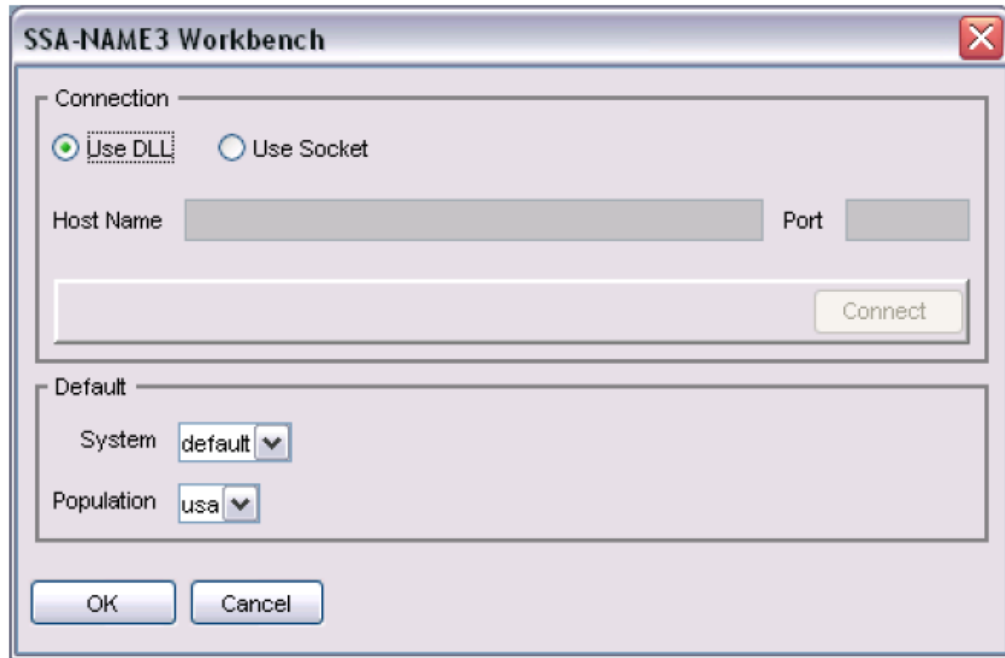 SSA-NAME3 Workbench
Connection
Use DLL Use Socket
Host Name Port
Connect
Default
System default
Population usa
OK Cancel